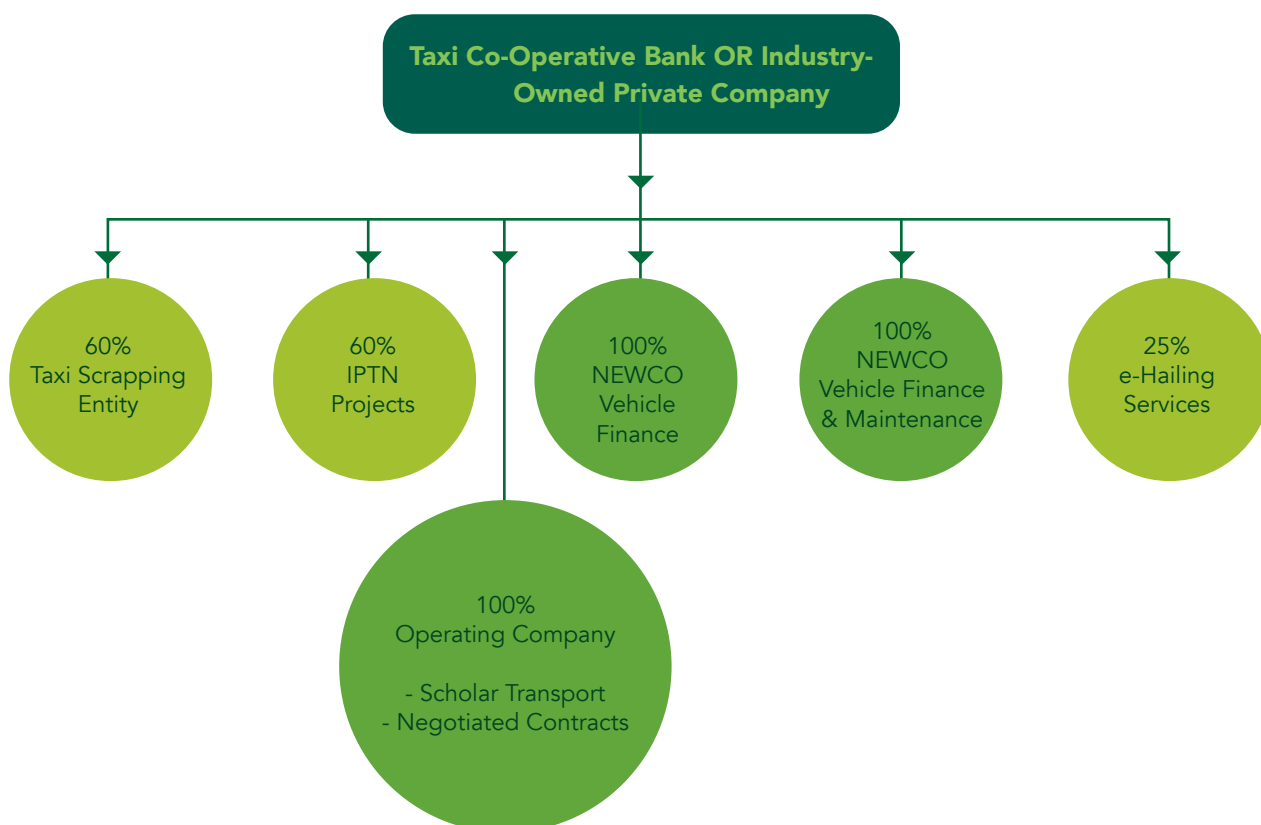 Taxi Co-Operative Bank OR Industry-
Owned Private Company
60%
Taxi Scrapping
Entity
60%
IPTN
Projects
100%
NEWCO
Vehicle
Finance
100%
NEWCO
Vehicle Finance
& Maintenance
25%
e-Hailing
Services
100%
Operating Company
- Scholar Transport
- Negotiated Contracts